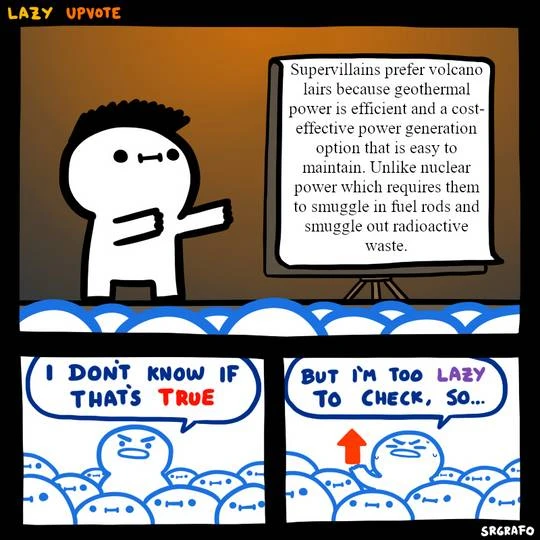 LAZY UPVOTE
Supervillains prefer volcano
lairs because geothermal
power is efficient and a cost-
effective power generation
option that is easy to
maintain. Unlike nuclear
power which requires them
to smuggle in fuel rods and
smuggle out radioactive
waste.
I DON'T KNOW IF
THAT'S TRUE
BUT I'M TOO LAZY
TO CHECK, SO...
SRGRAFO